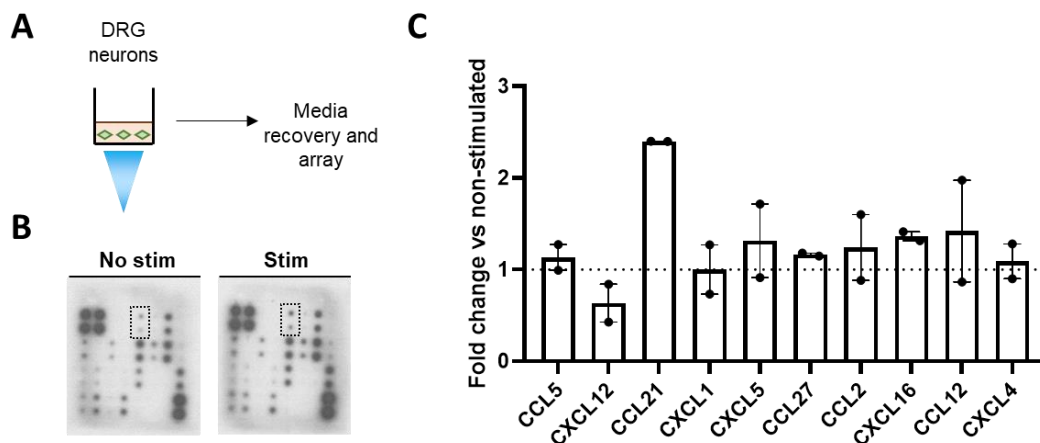 A
DRG
neurons
Media
recovery and
array
B
No stim
Stim
C
Fold change vs non-stimulated
3
2
1
0
CCL5
CXCL12
CCL21
CXCL1
CXCL5
CCL27
CCL2
CXCL16
CCL12
CXCL4